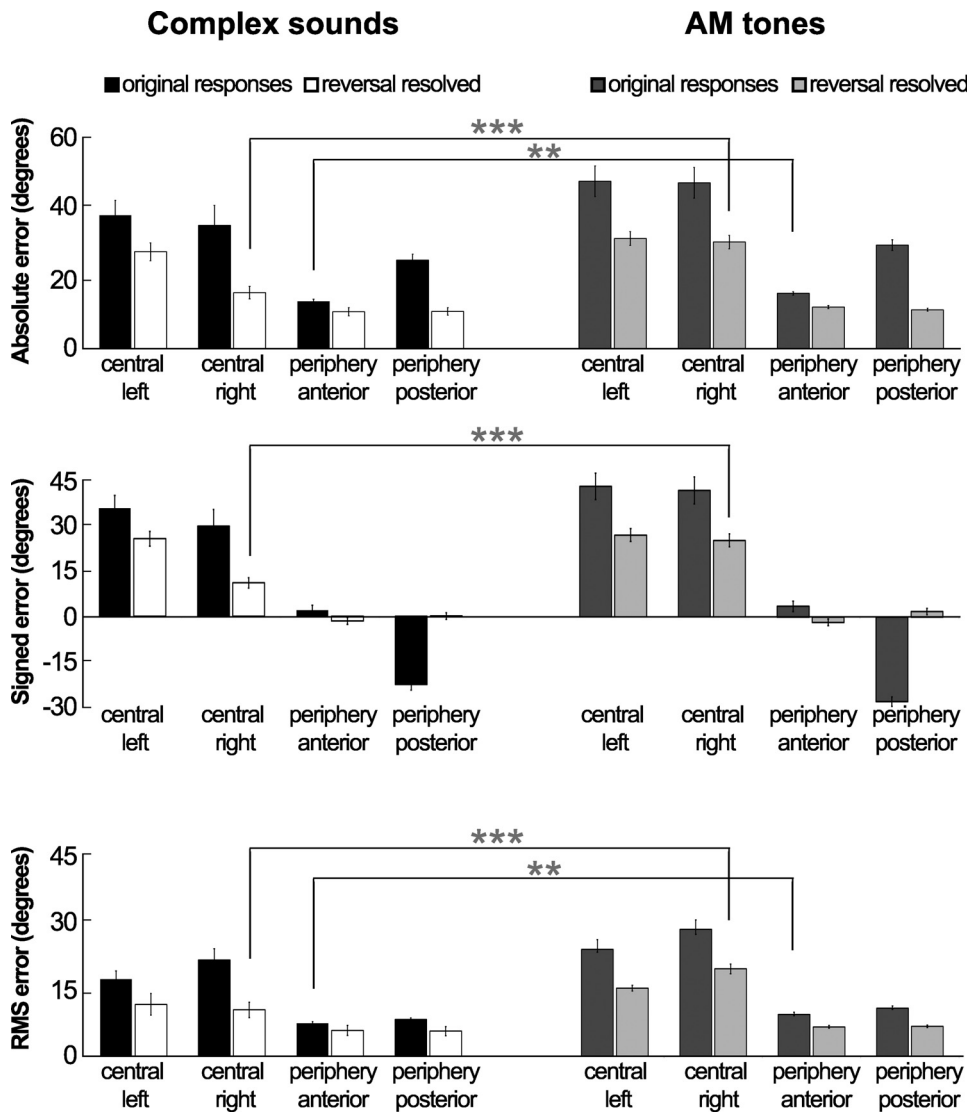 Complex sounds AM tones
original responses reversal resolved original responses reversal resolved
***
**
Absolute error (degrees)
60
40
20
0
central left central right periphery anterior periphery posterior central left central right periphery anterior periphery posterior
***
Signed error (degrees)
45
30
15
0
-15
-30
central left central right periphery anterior periphery posterior central left central right periphery anterior periphery posterior
***
**
RMS error (degrees)
45
30
15
0
central left central right periphery anterior periphery posterior central left central right periphery anterior periphery posterior